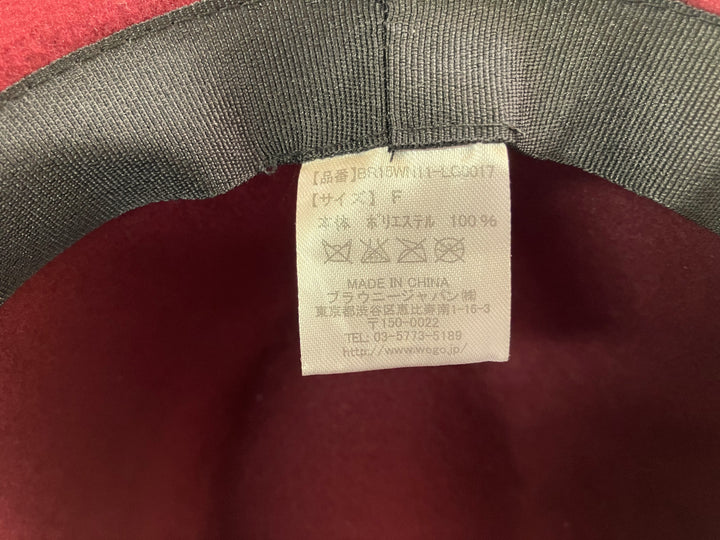 【品番】BR15WN11-LG0017
【サイズ】 F
本体 ポリエステル 100%
MADE IN CHINA
ブラウニージャパン㈱
東京都渋谷区恵比寿南1-16-3
〒150-0022
TEL 03-5773-5189
http://www.wego.jp/